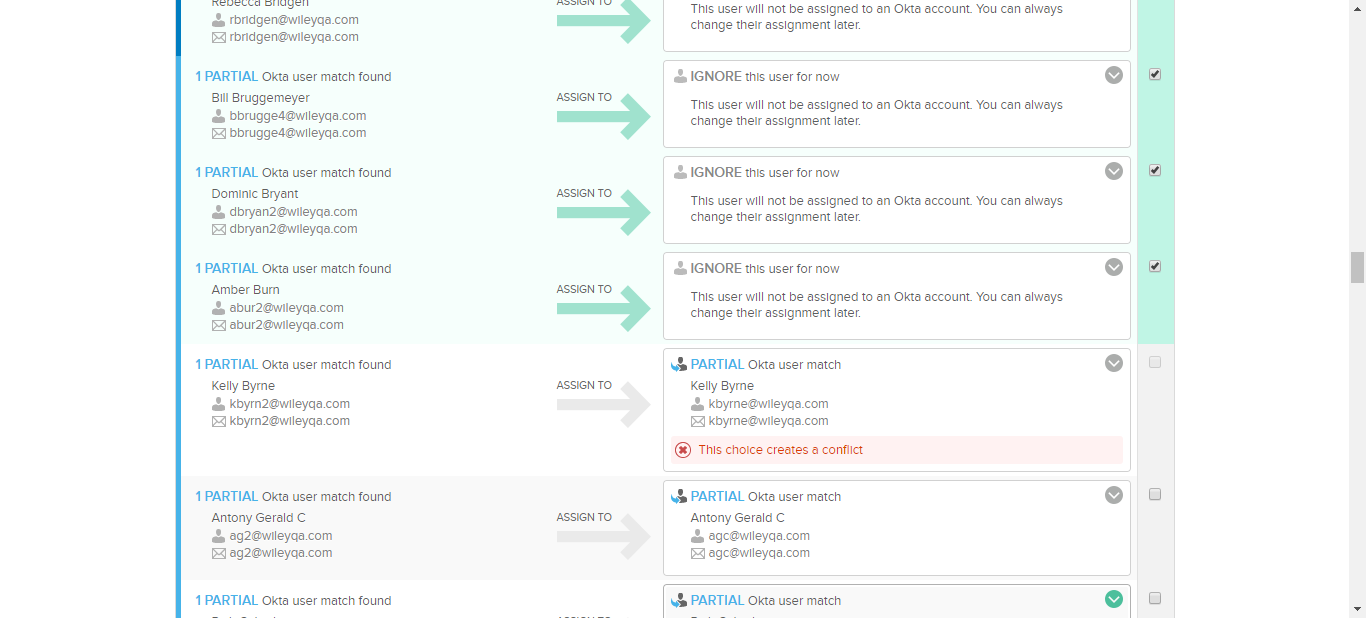 Rebecca Bridgen
rbridgen@wileyqa.com
rbridgen@wileyqa.com
ASSIGN TO
This user will not be assigned to an Okta account. You can always
change their assignment later.
1 PARTIAL Okta user match found
Bill Bruggemeyer
bbrugge4@wileyqa.com
bbrugge4@wileyqa.com
ASSIGN TO
IGNORE this user for now
This user will not be assigned to an Okta account. You can always
change their assignment later.
1 PARTIAL Okta user match found
Dominic Bryant
dbryan2@wileyqa.com
dbryan2@wileyqa.com
ASSIGN TO
IGNORE this user for now
This user will not be assigned to an Okta account. You can always
change their assignment later.
1 PARTIAL Okta user match found
Amber Burn
abur2@wileyqa.com
abur2@wileyqa.com
ASSIGN TO
IGNORE this user for now
This user will not be assigned to an Okta account. You can always
change their assignment later.
1 PARTIAL Okta user match found
Kelly Byrne
kbyrn2@wileyqa.com
kbyrn2@wileyqa.com
ASSIGN TO
PARTIAL Okta user match
Kelly Byrne
kbyrne@wileyqa.com
kbyrne@wileyqa.com
This choice creates a conflict
1 PARTIAL Okta user match found
Antony Gerald C
ag2@wileyqa.com
ag2@wileyqa.com
ASSIGN TO
PARTIAL Okta user match
Antony Gerald C
agc@wileyqa.com
agc@wileyqa.com
1 PARTIAL Okta user match found
ASSIGN TO
PARTIAL Okta user match